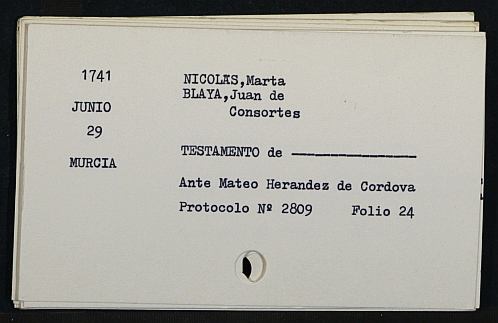 1741
JUNIO
29
MURCIA
NICOLAS,Marta
BLAYA,Juan de
Consortes
TESTAMENTO de ----------------
Ante Mateo Herandez de Cordova
Protocolo Nº 2809 Folio 24